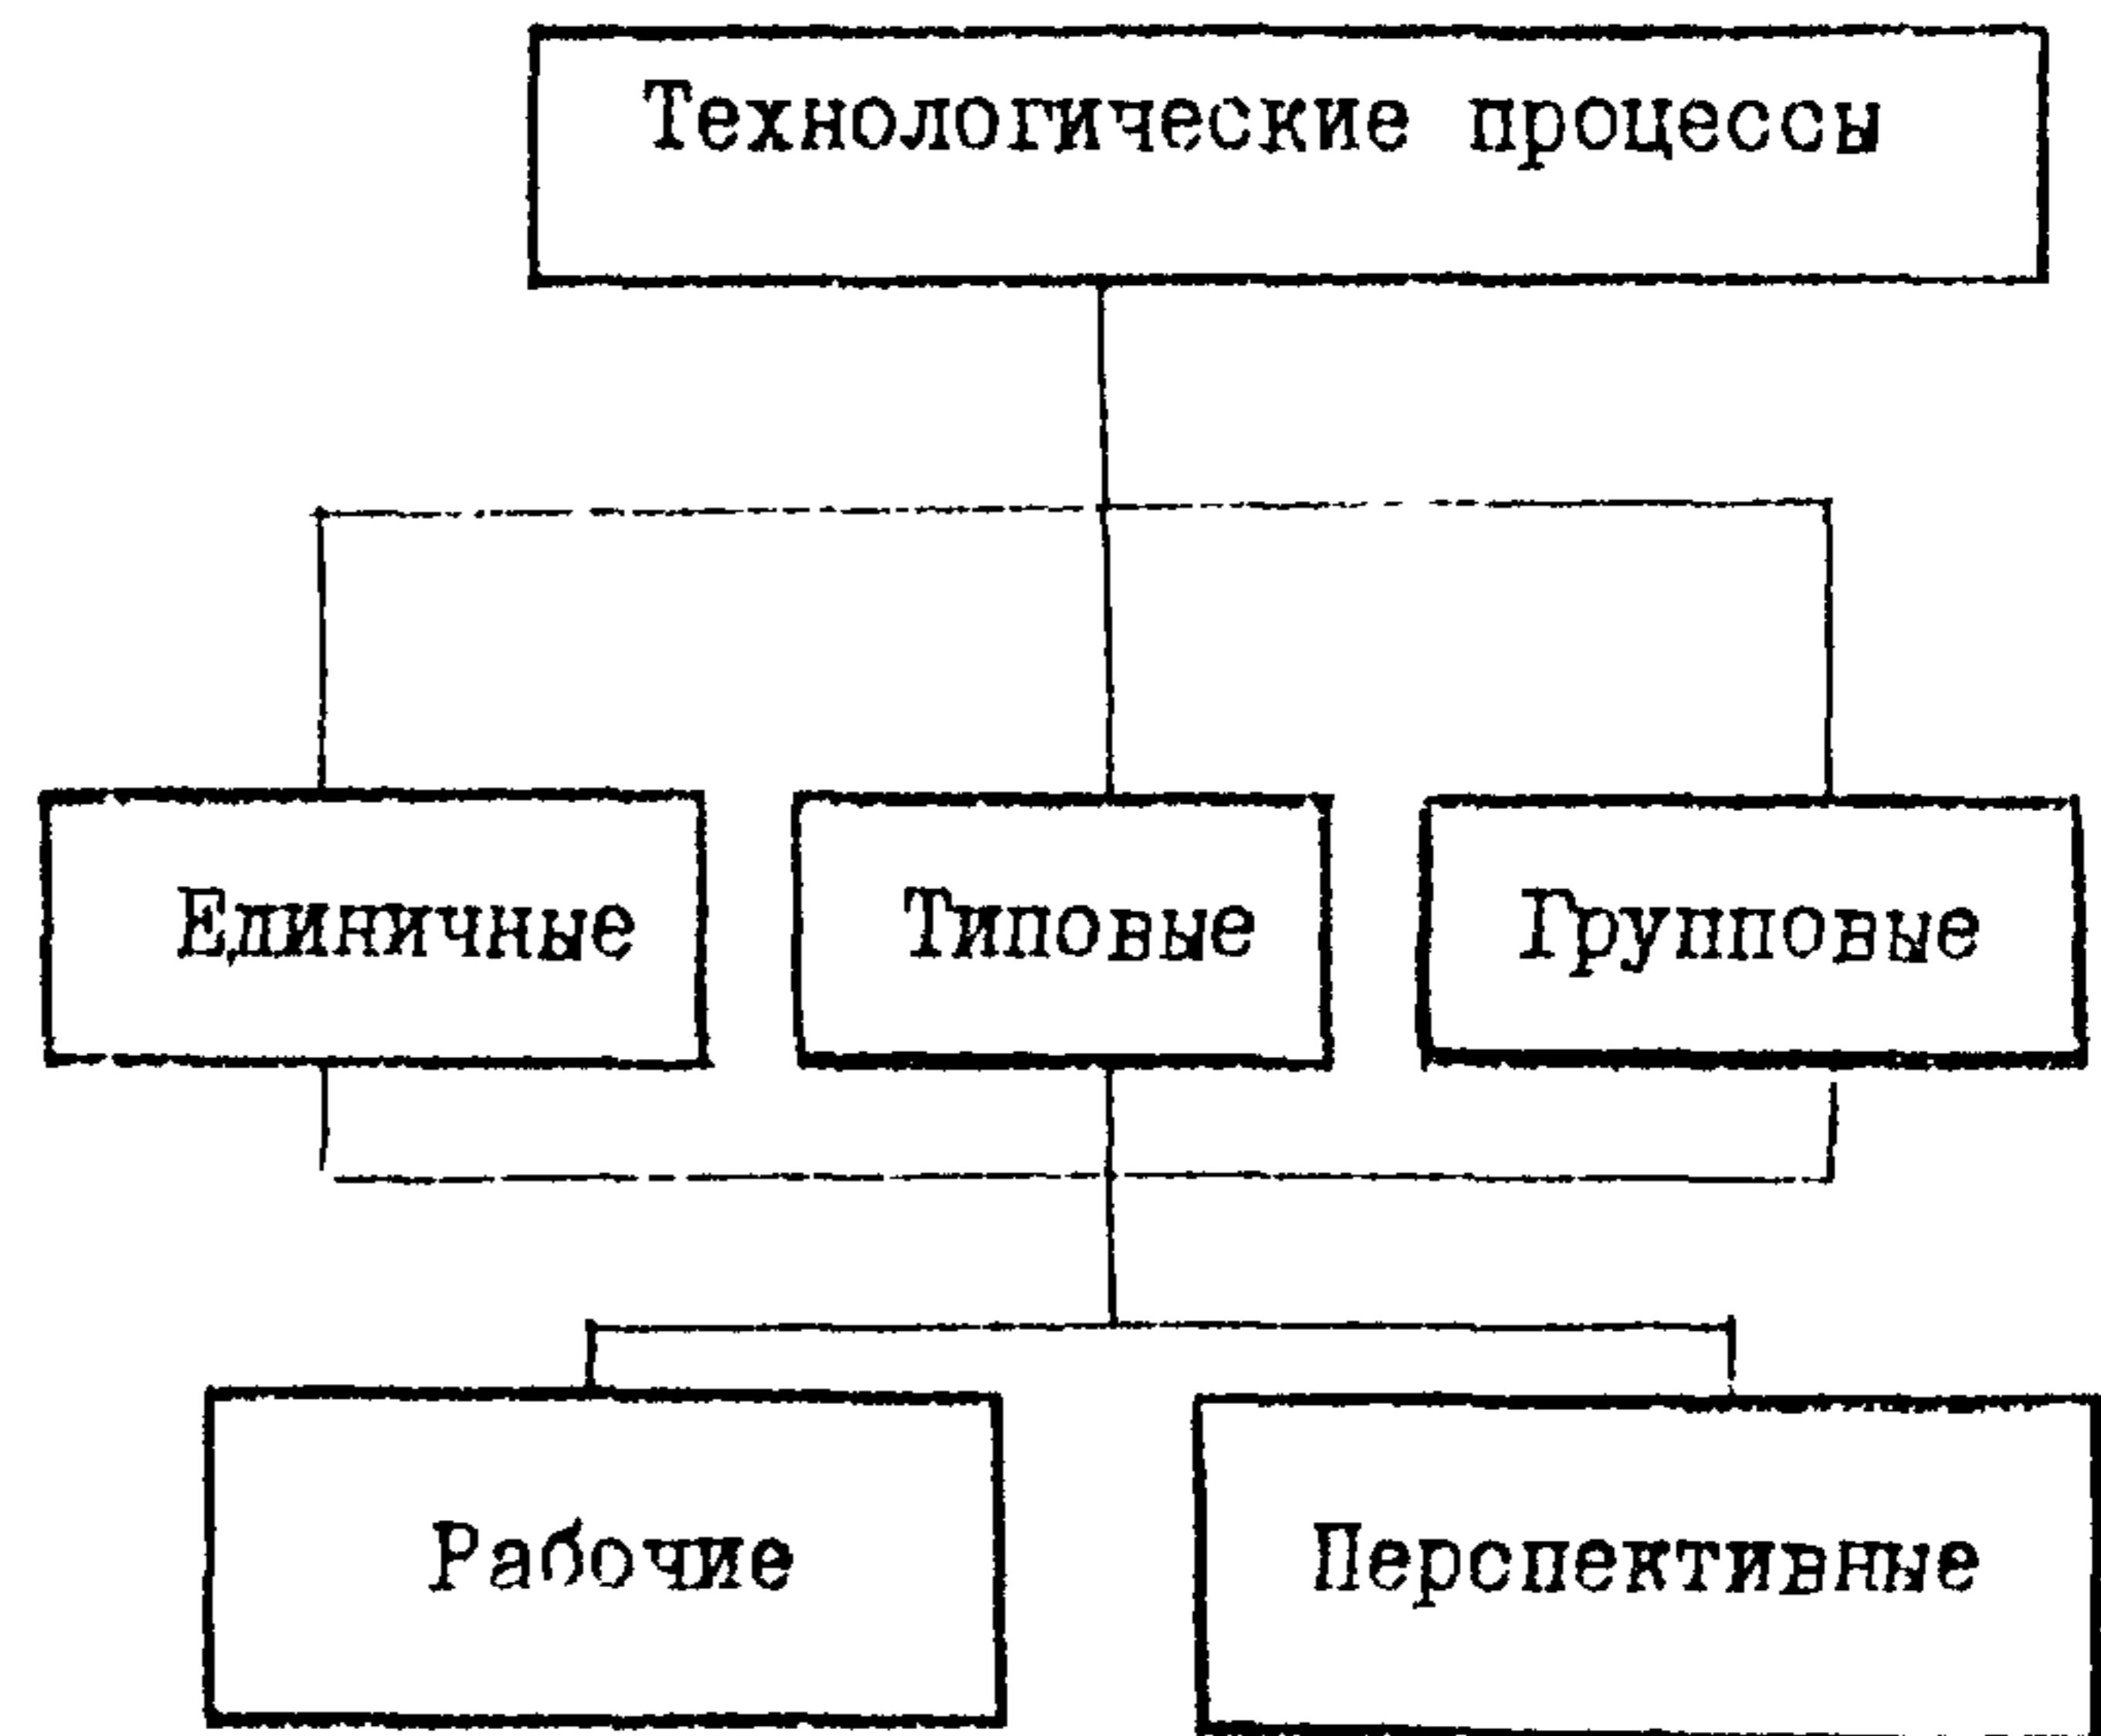 Технологические процессы
Единичные
Типовые
Групповые
Рабочие
Перспективные